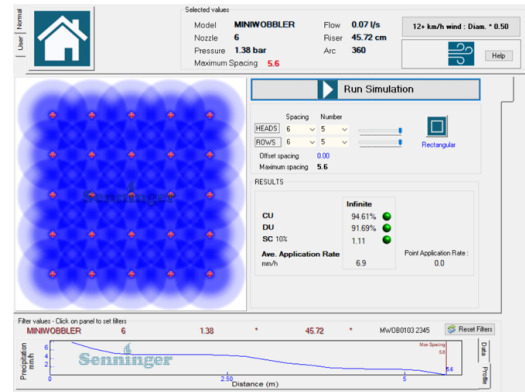 Selected values
Normal
User
Model MINIWOBBLER Flow 0.07 l/s
Nozzle 6 Riser 45.72 cm
Pressure 1.38 bar Arc 360
Maximum Spacing 5.6
12+ km/h wind : Diam. * 0.50
Help
Run Simulation
Spacing Number
HEADS 6 5
ROWS 6 5
Rectangular
Offset spacing 0.00
Maximum spacing 5.6
RESULTS
Infinite
CU 94.61%
DU 91.69%
SC 10% 1.11
Ave. Application Rate
mm/h 6.9
Point Application Rate :
0.0
Senninger
Filter values - Click on panel to set filters
MINIWOBBLER 6 1.38 * 45.72 * MWOB0103 2345
Reset Filters
Precipitation
mm/h
6
4
2
Senninger
Max Spacing
5.6
0 2.50 5
Distance (m)
Data
Profiler